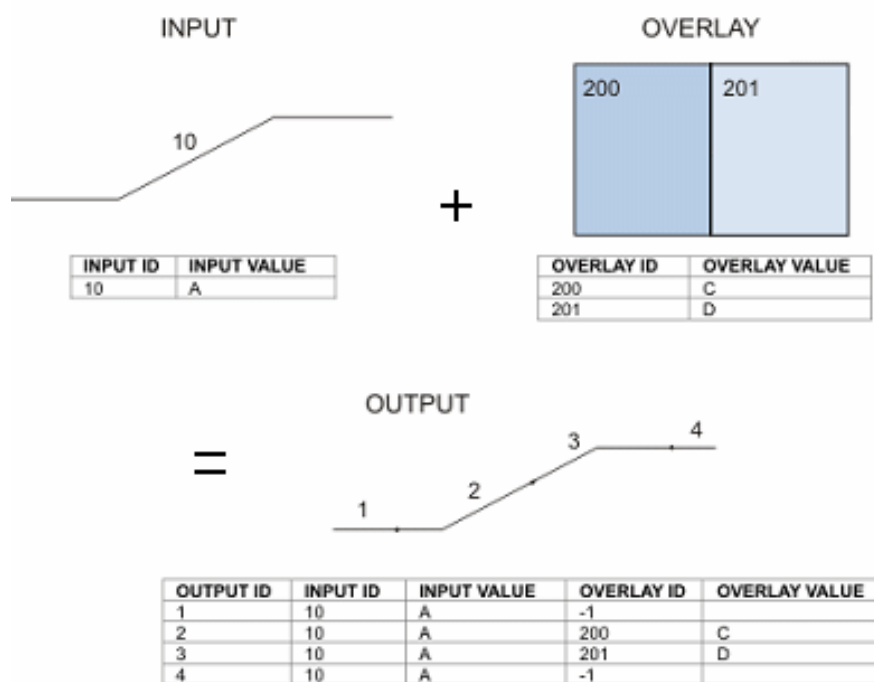 INPUT
OVERLAY
200
201
10
+
INPUT ID INPUT VALUE
10 A
OVERLAY ID OVERLAY VALUE
200 C
201 D
OUTPUT
=
4
3
2
1
OUTPUT ID INPUT ID INPUT VALUE OVERLAY ID OVERLAY VALUE
1 10 A -1
2 10 A 200 C
3 10 A 201 D
4 10 A -1